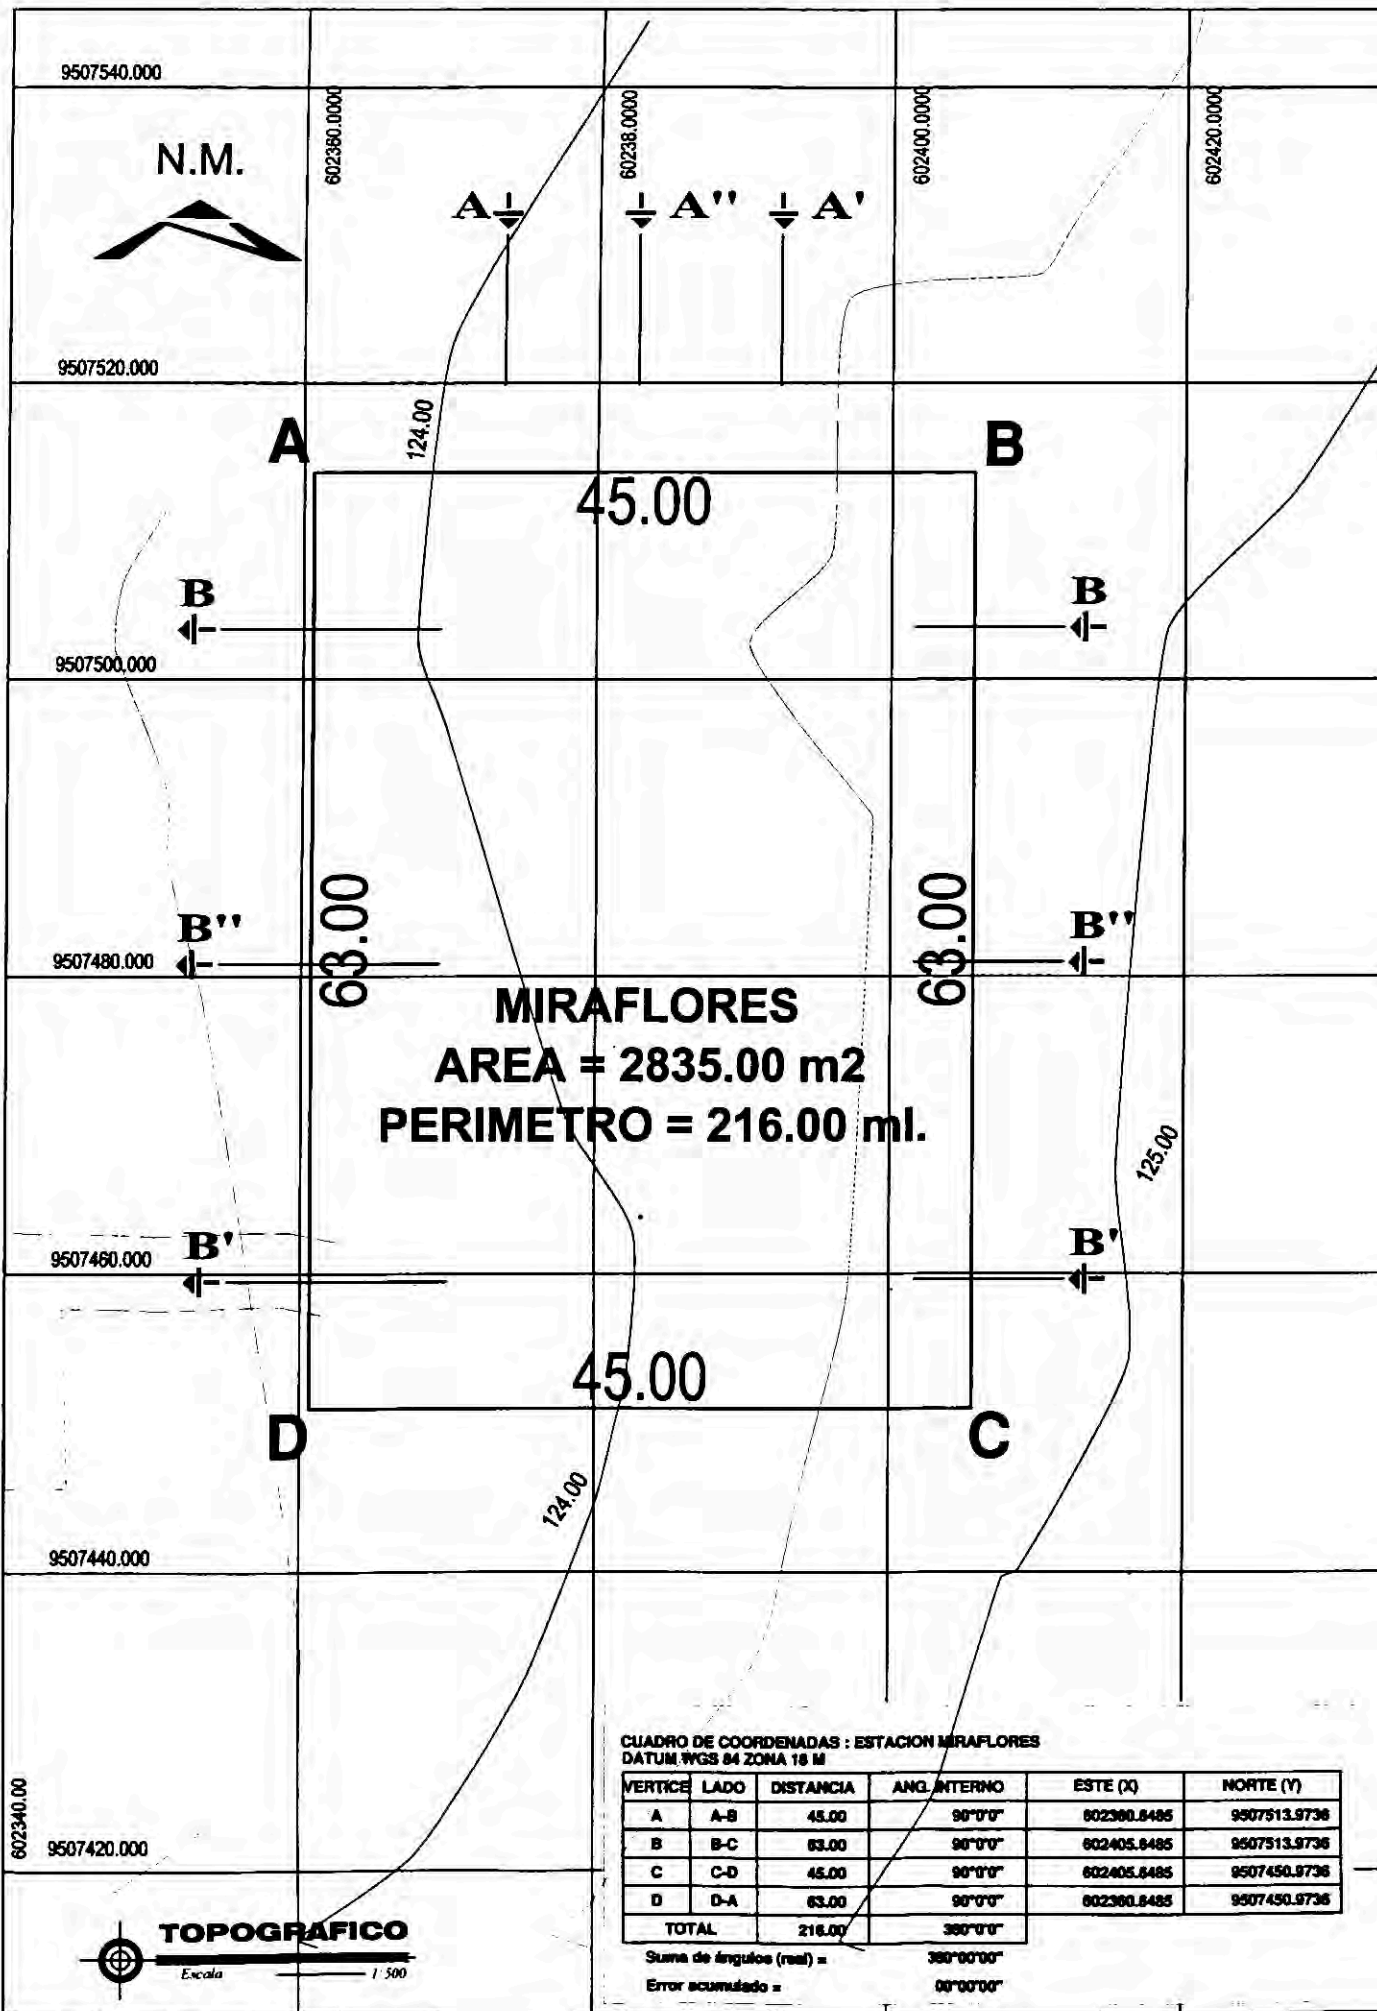 9507540.000
602360.0000
60238.0000
602400.0000
602420.0000
N.M.
A A'' A'
9507520.000
124.00
A B
45.00
B B
9507500.000
63.00 63.00
B'' B''
9507480.000
MIRAFLORES
AREA = 2835.00 m2
PERIMETRO = 216.00 ml.
125.00
B' B'
9507460.000
45.00
D C
124.00
9507440.000
602340.00
9507420.000
CUADRO DE COORDENADAS : ESTACION MIRAFLORES
DATUM WGS 84 ZONA 18 M
VERTICE LADO DISTANCIA ANG. INTERNO ESTE (X) NORTE (Y)
A A-B 45.00 90°0'0" 602360.6485 9507513.9736
B B-C 63.00 90°0'0" 602405.6485 9507513.9736
C C-D 45.00 90°0'0" 602405.6485 9507450.9736
D D-A 63.00 90°0'0" 602360.6485 9507450.9736
TOTAL 216.00 360°0'0"
Suma de ángulos (real) = 360°00'00"
Error acumulado = 00°00'00"
TOPOGRAFICO
Escala 1:500